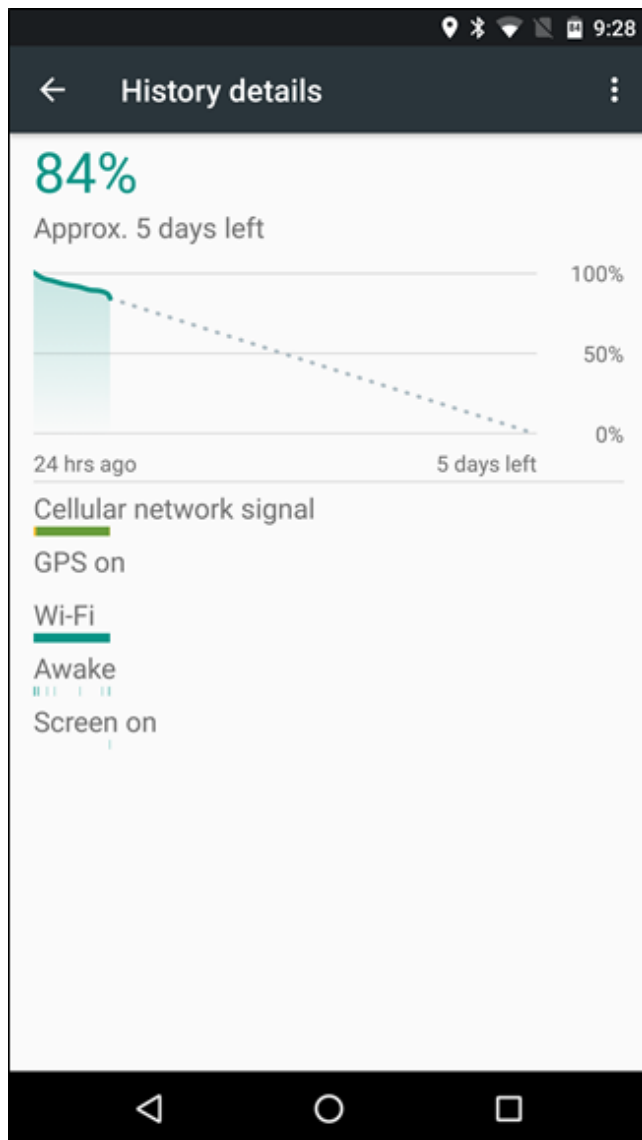 84 9:28
History details
84%
Approx. 5 days left
100%
50%
0%
24 hrs ago 5 days left
Cellular network signal
GPS on
Wi-Fi
Awake
Screen on